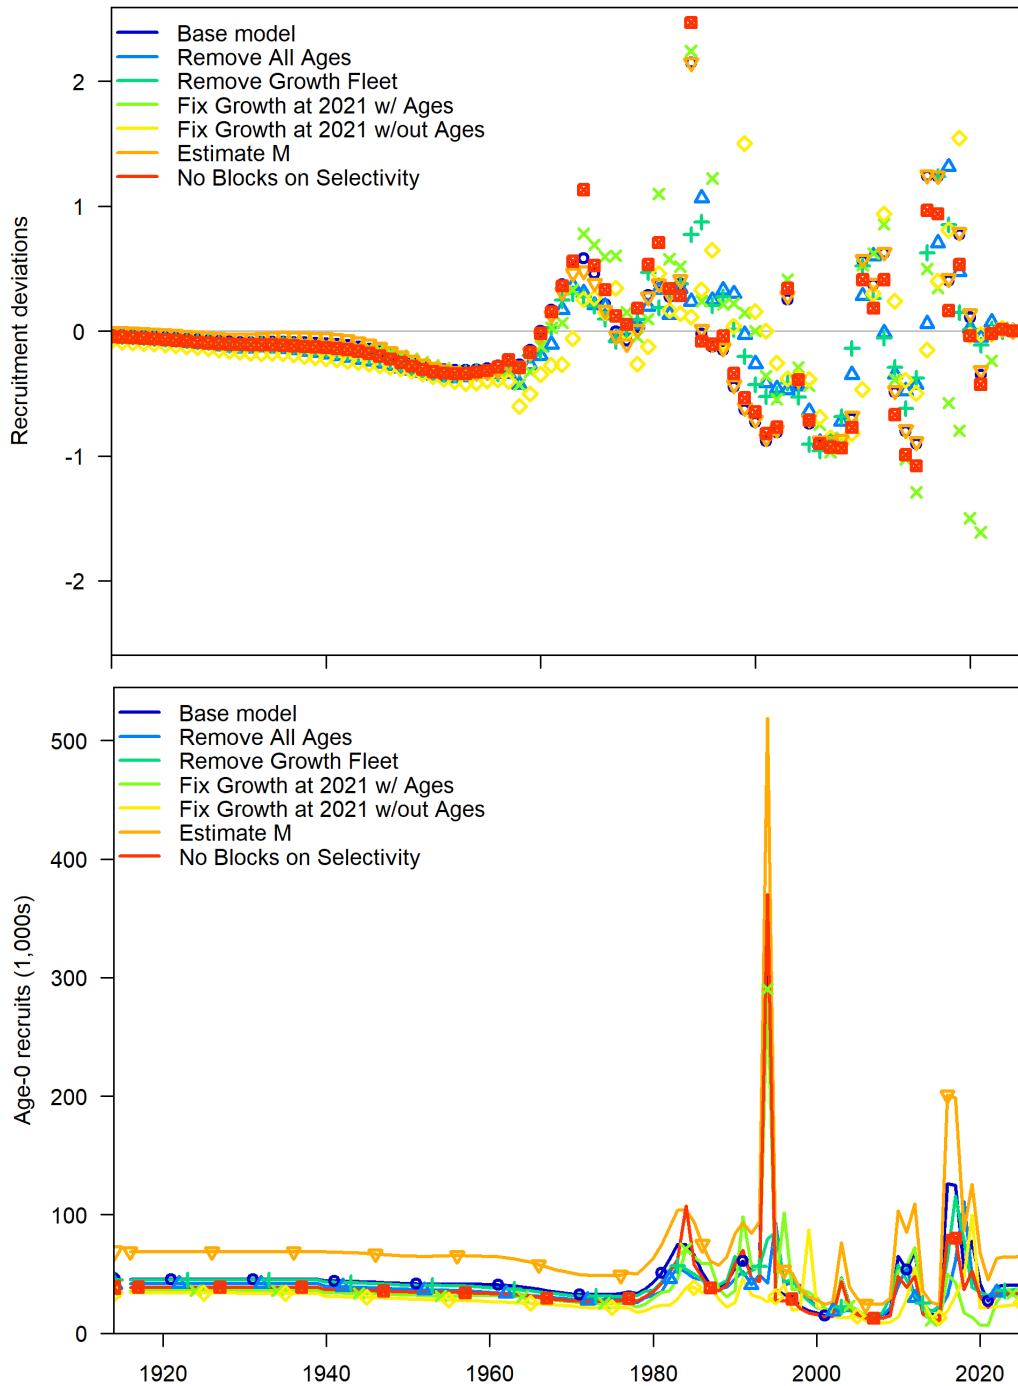 Base model
Remove All Ages
Remove Growth Fleet
Fix Growth at 2021 w/ Ages
Fix Growth at 2021 w/out Ages
Estimate M
No Blocks on Selectivity
Recruitment deviations
2
1
0
-1
-2
Base model
Remove All Ages
Remove Growth Fleet
Fix Growth at 2021 w/ Ages
Fix Growth at 2021 w/out Ages
Estimate M
No Blocks on Selectivity
Age-0 recruits (1,000s)
500
400
300
200
100
0
1920 1940 1960 1980 2000 2020